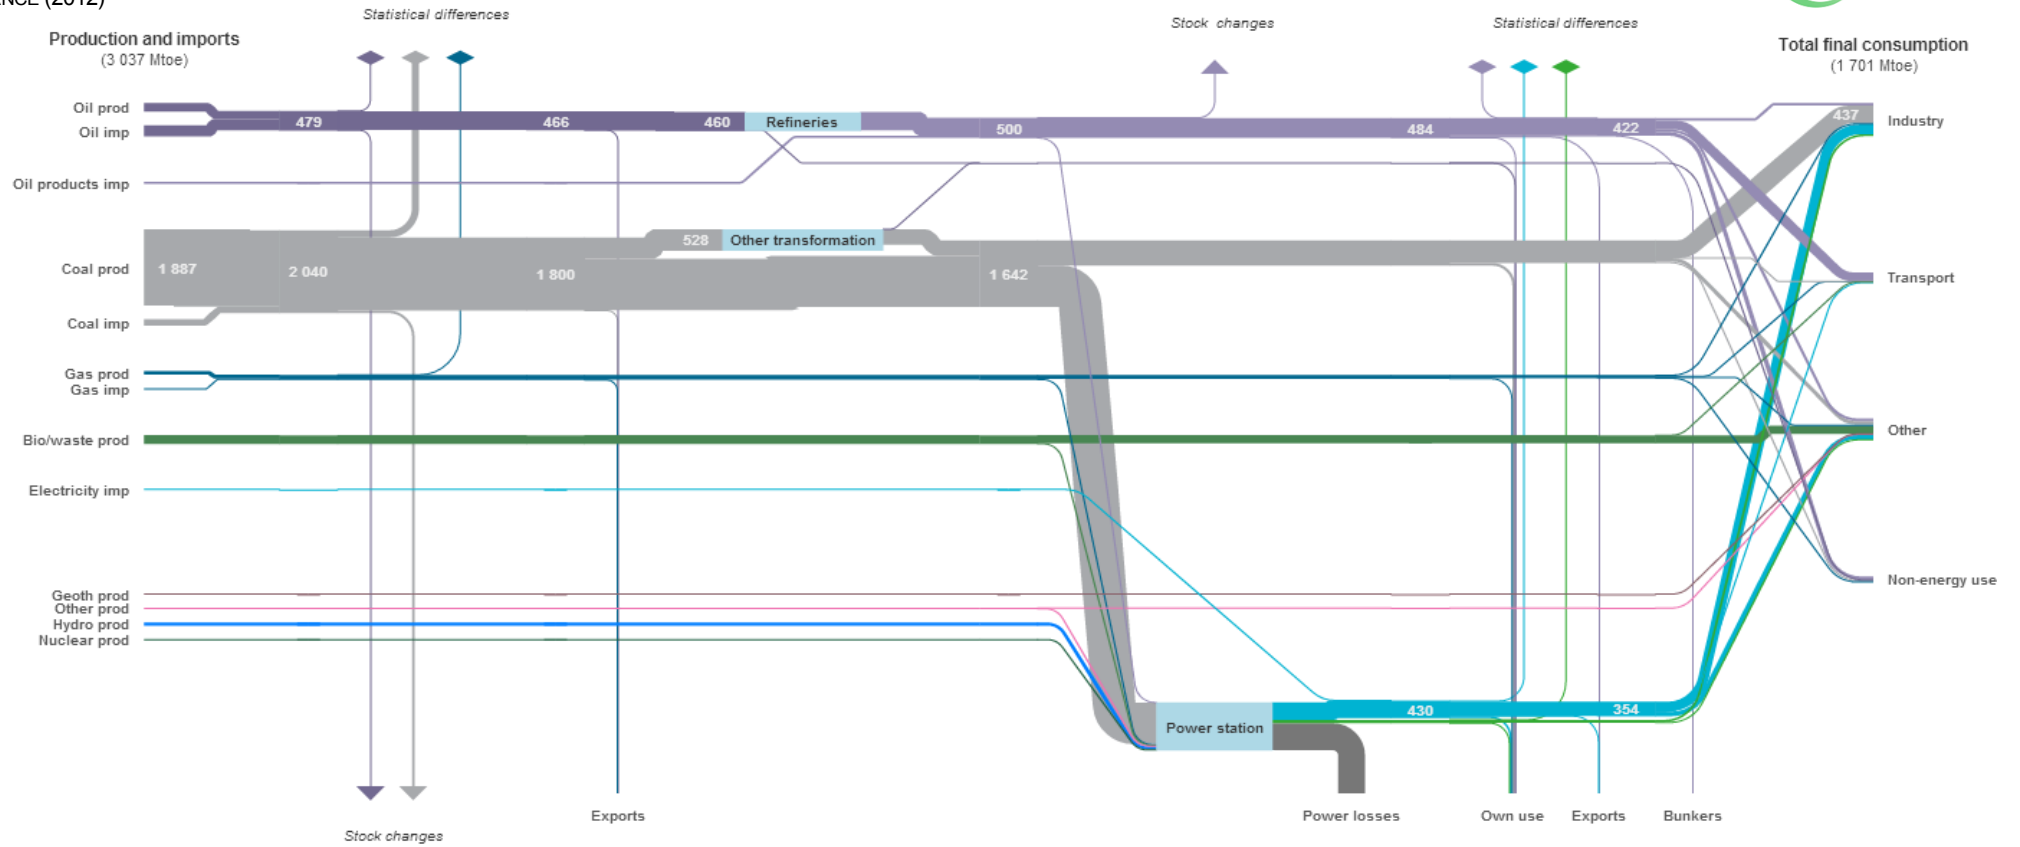 (2012)
Statistical differences
Stock changes
Statistical differences
Production and imports
(3 037 Mtoe)
Total final consumption
(1 701 Mtoe)
Oil prod
Oil imp
479
466
460
Refineries
500
484
422
437
Industry
Oil products imp
528
Other transformation
Coal prod
1 887
2 040
1 800
1 642
Transport
Coal imp
Gas prod
Gas imp
Bio/waste prod
Other
Electricity imp
Geoth prod
Other prod
Hydro prod
Nuclear prod
Non-energy use
430
354
Power station
Exports
Power losses
Own use
Exports
Bunkers
Stock changes